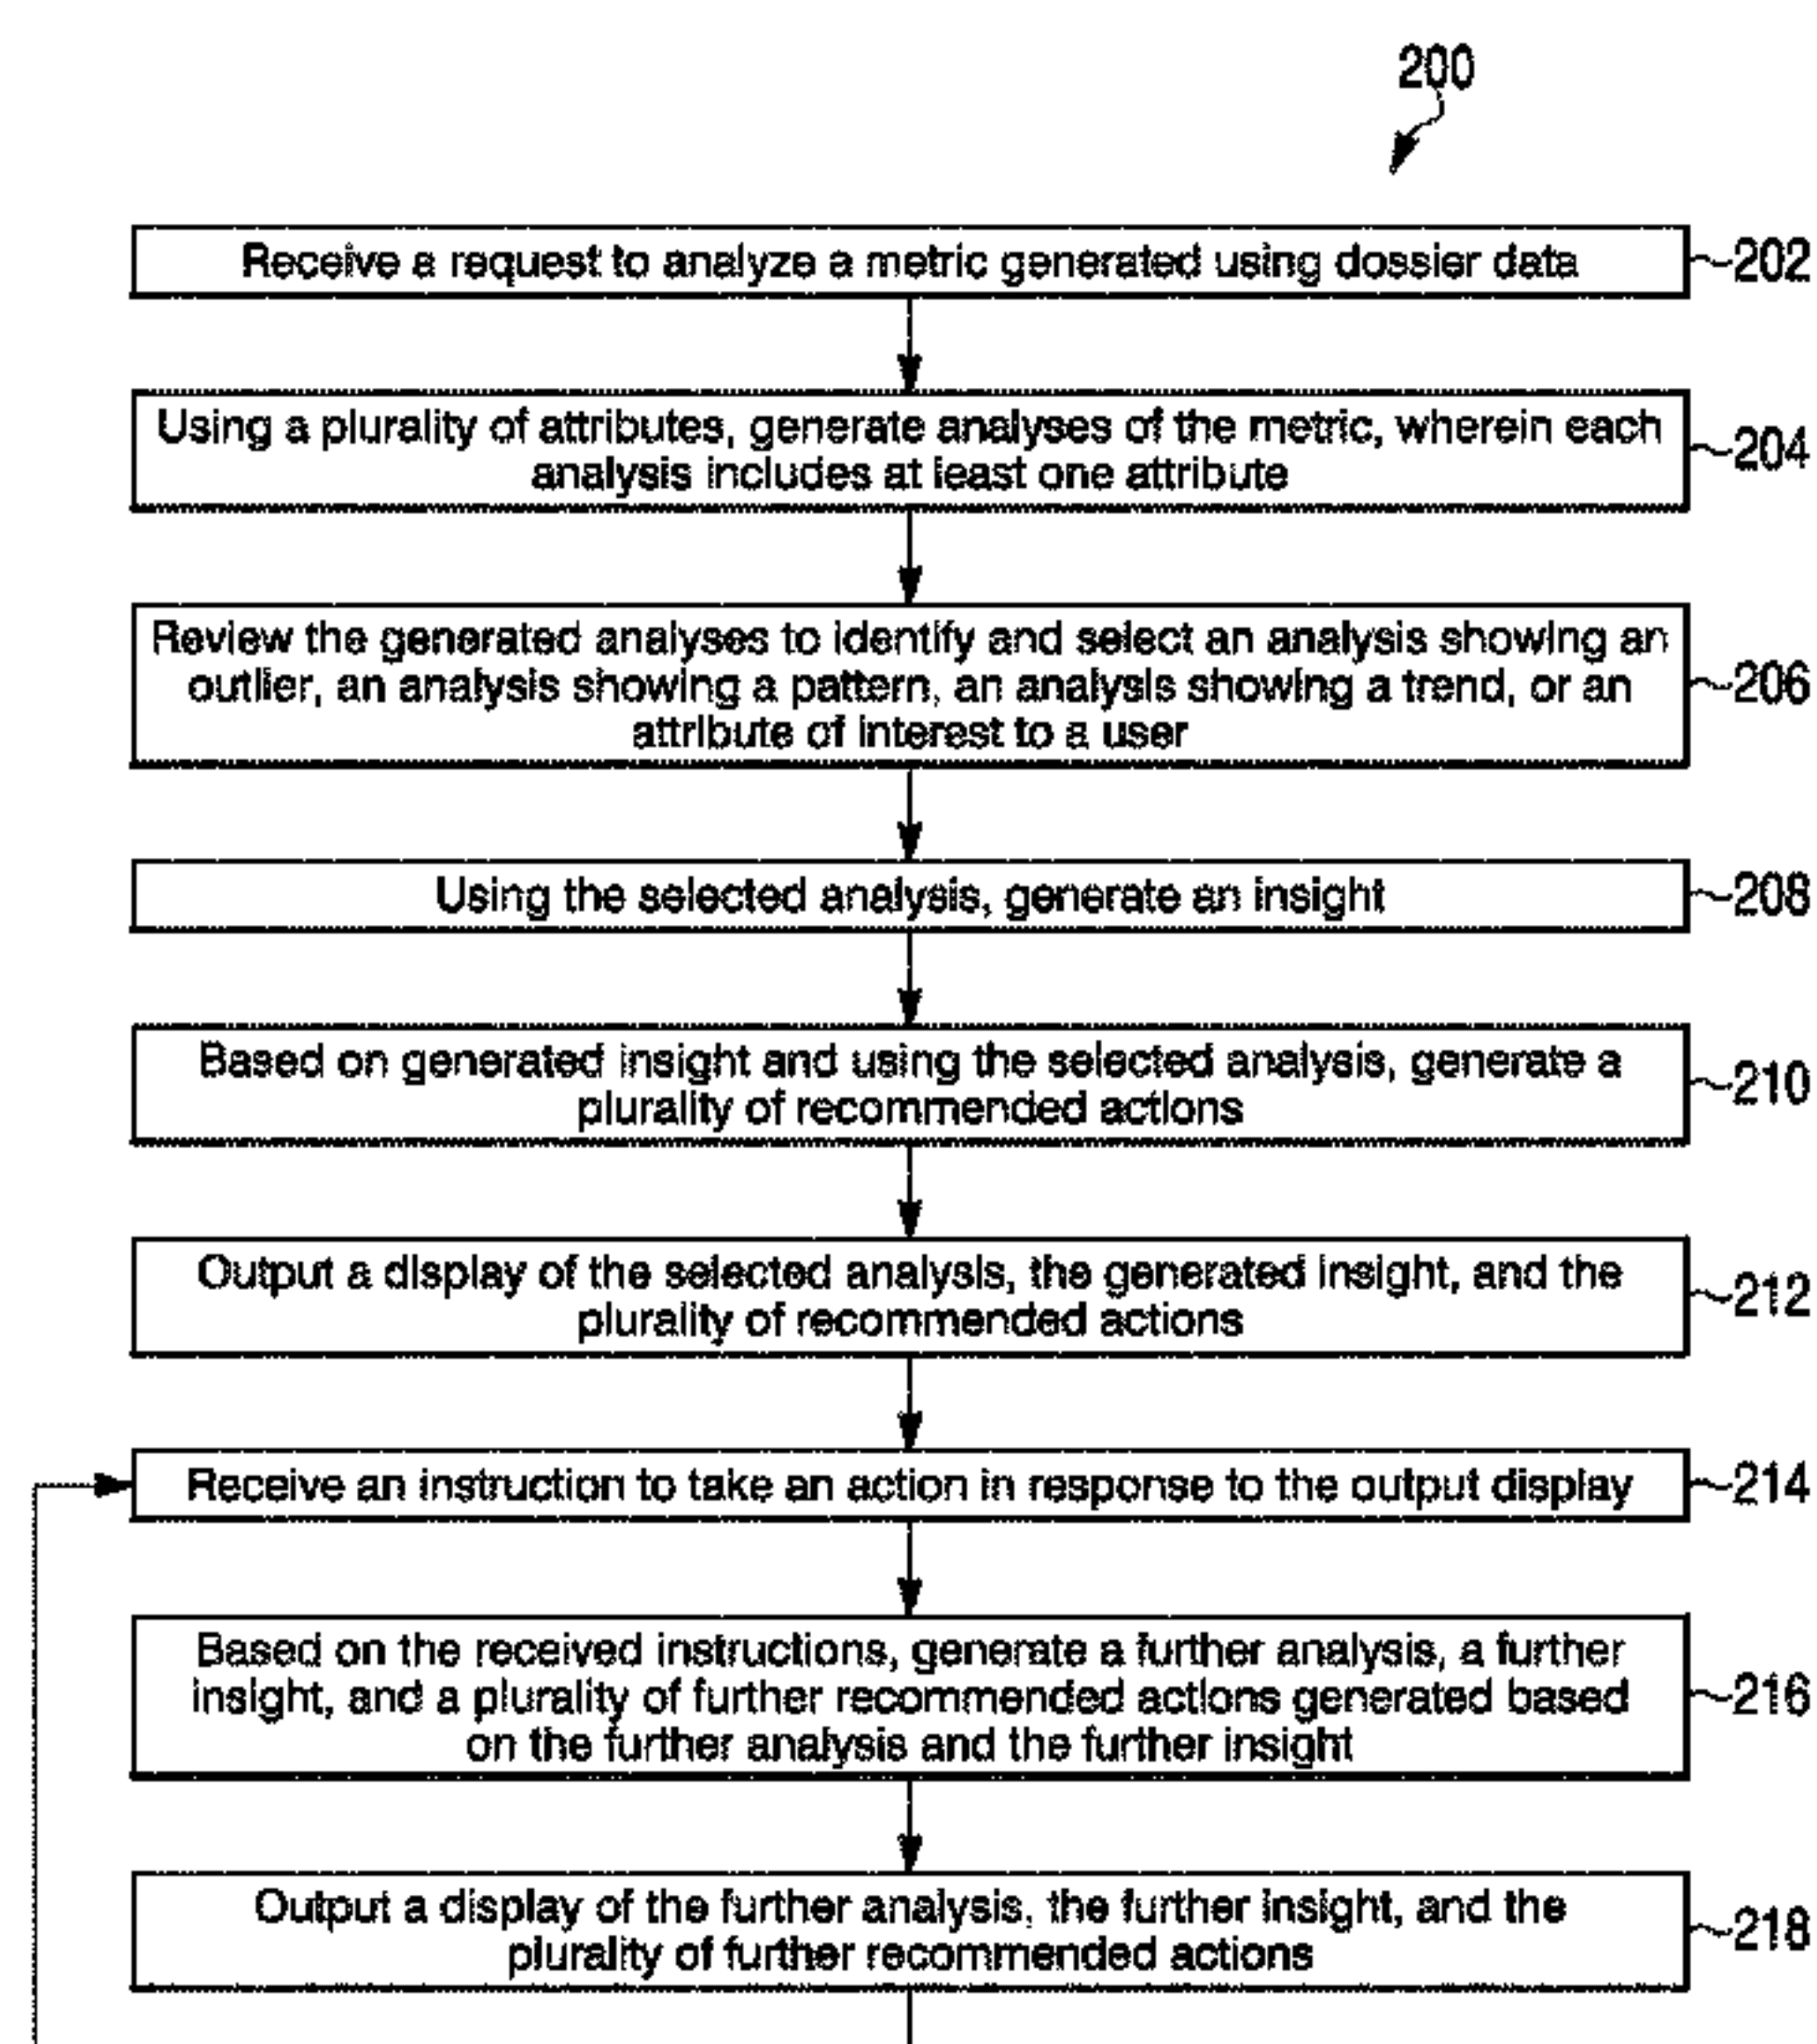 200
Receive a request to analyze a metric generated using dossier data
202
Using a plurality of attributes, generate analyses of the metric, wherein each
analysis includes at least one attribute
204
Review the generated analyses to identify and select an analysis showing an
outlier, an analysis showing a pattern, an analysis showing a trend, or an
attribute of interest to a user
206
Using the selected analysis, generate an insight
208
Based on generated insight and using the selected analysis, generate a
plurality of recommended actions
210
Output a display of the selected analysis, the generated insight, and the
plurality of recommended actions
212
Receive an instruction to take an action in response to the output display
214
Based on the received instructions, generate a further analysis, a further
insight, and a plurality of further recommended actions generated based
on the further analysis and the further insight
216
Output a display of the further analysis, the further insight, and the
plurality of further recommended actions
218